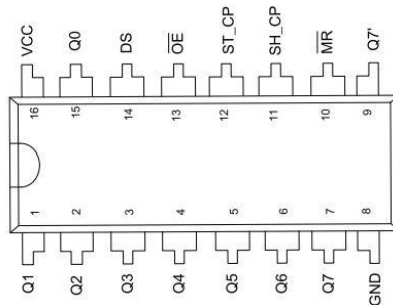 VCC Q0 DS OE ST_CP SH_CP MR Q7'
16 15 14 13 12 11 10 9
1 2 3 4 5 6 7 8
Q1 Q2 Q3 Q4 Q5 Q6 Q7 GND